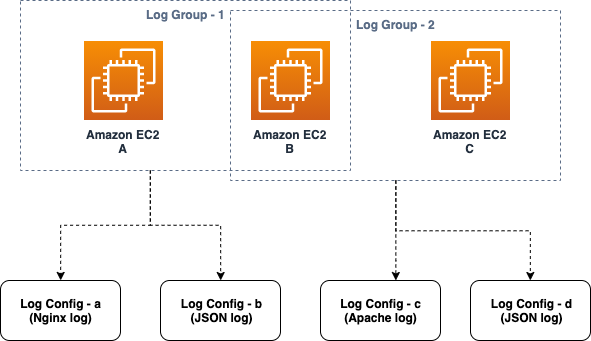 Log Group - 1
Log Group - 2
Amazon EC2
A
Amazon EC2
B
Amazon EC2
C
Log Config - a
(Nginx log)
Log Config - b
(JSON log)
Log Config - c
(Apache log)
Log Config - d
(JSON log)